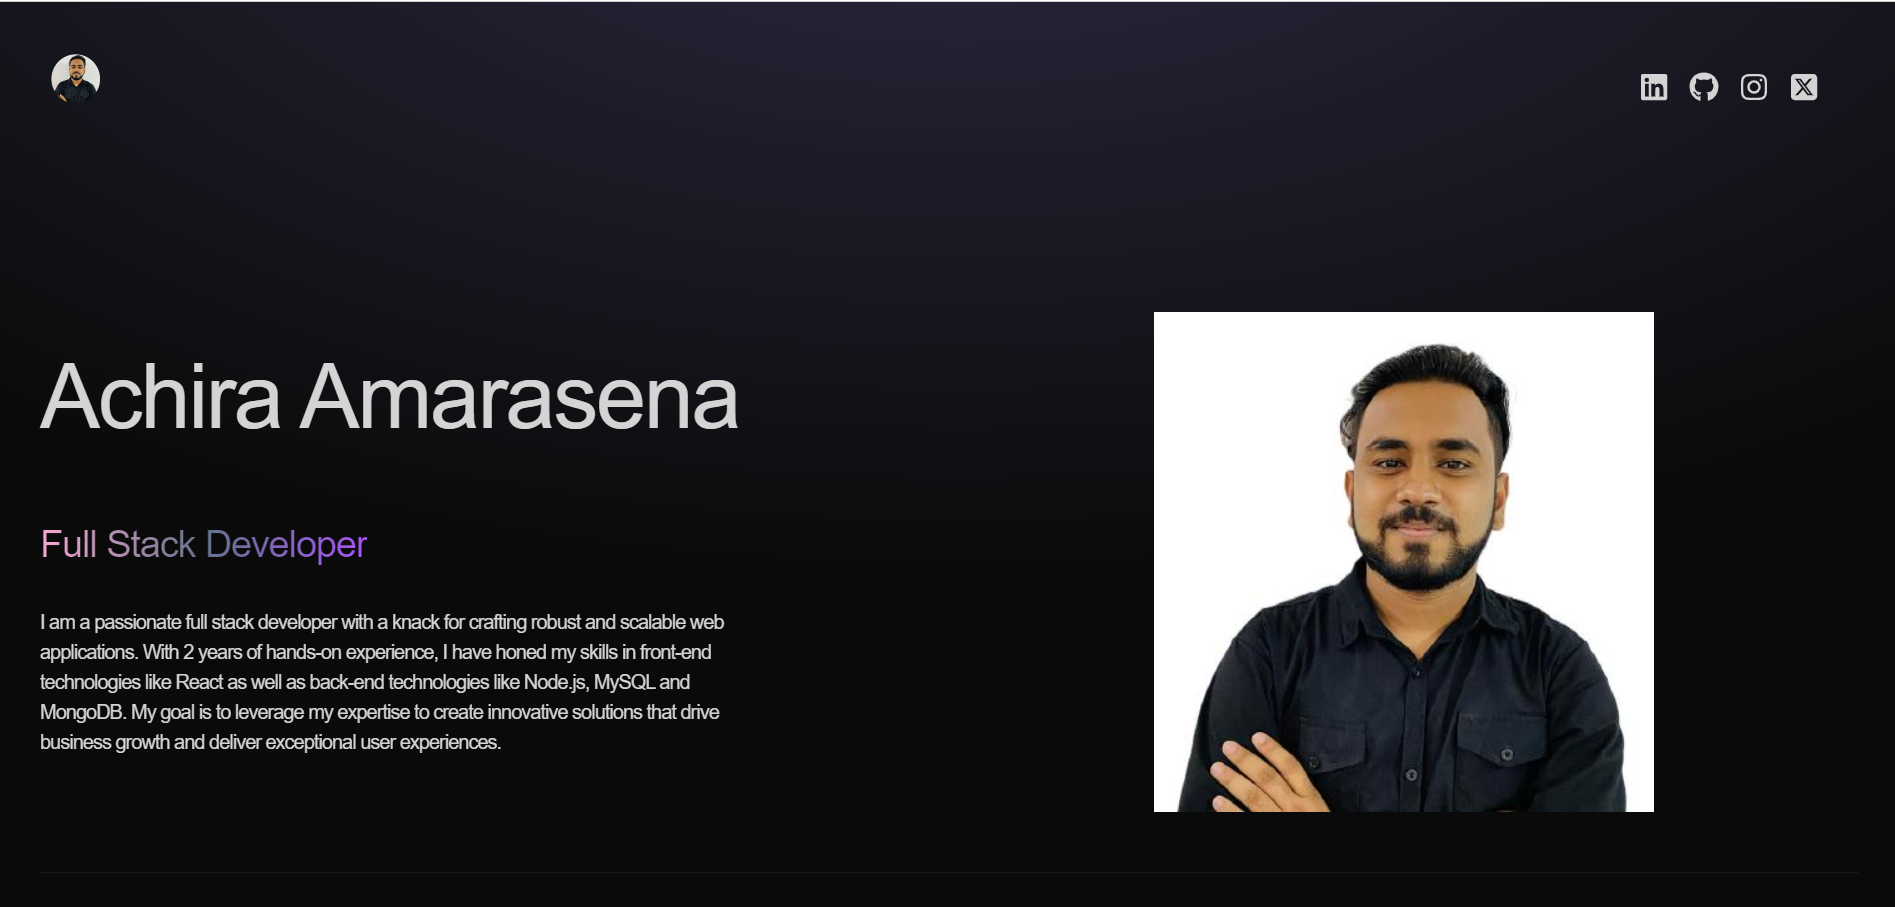 Achira Amarasena
Full Stack Developer
I am a passionate full stack developer with a knack for crafting robust and scalable web
applications. With 2 years of hands-on experience, I have honed my skills in front-end
technologies like React as well as back-end technologies like Node.js, MySQL and
MongoDB. My goal is to leverage my expertise to create innovative solutions that drive
business growth and deliver exceptional user experiences.